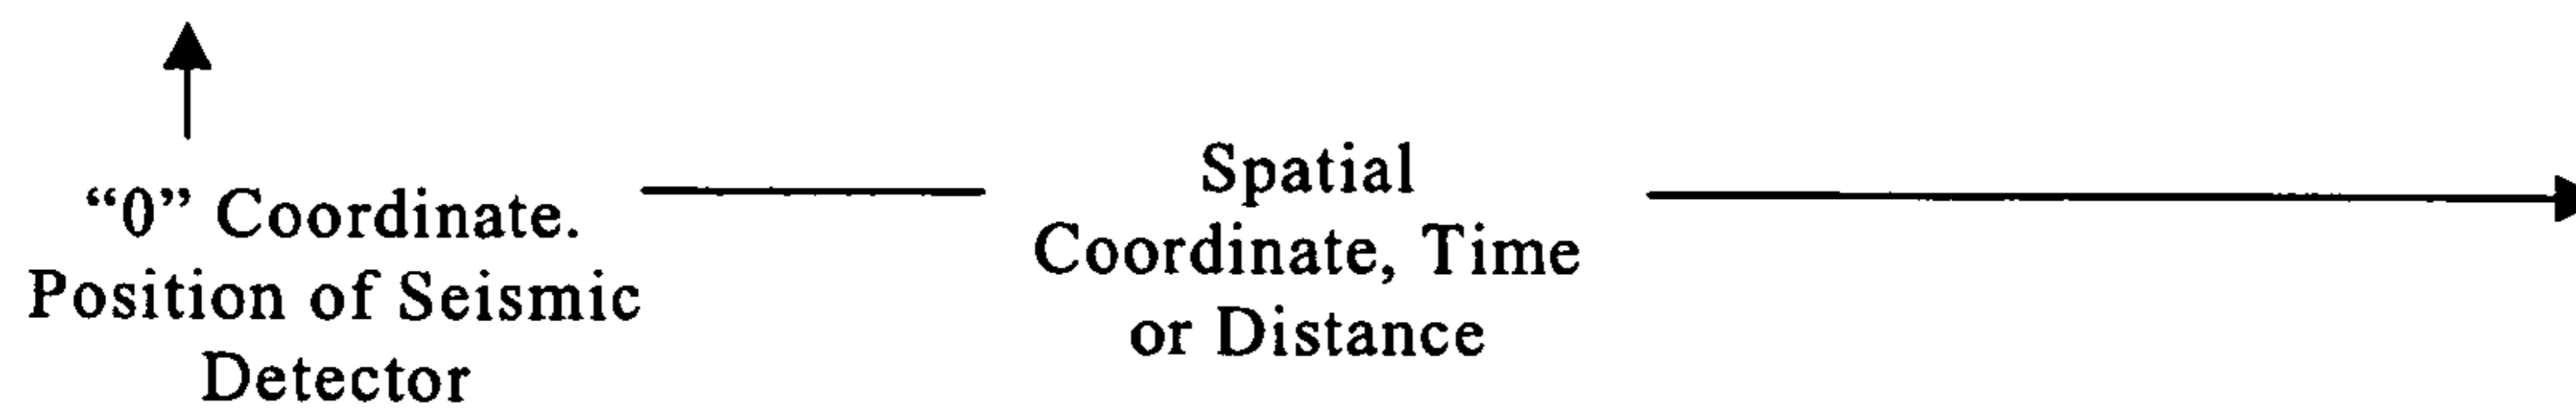 “0” Coordinate.
Position of Seismic
Detector
Spatial
Coordinate, Time
or Distance